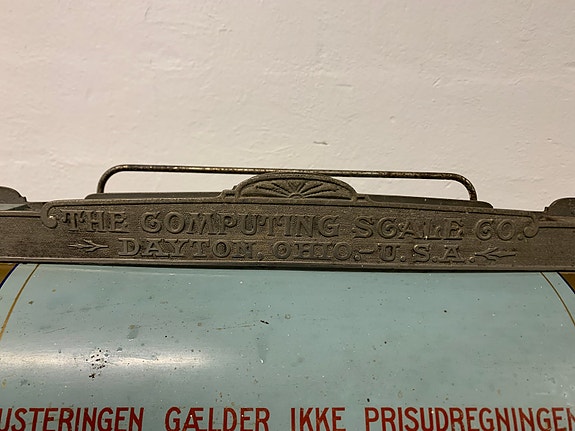 THE COMPUTING SCALE CO.
DAYTON, OHIO.-U.S.A.
USTERINGEN GÆLDER IKKE PRISUDREGNINGEN